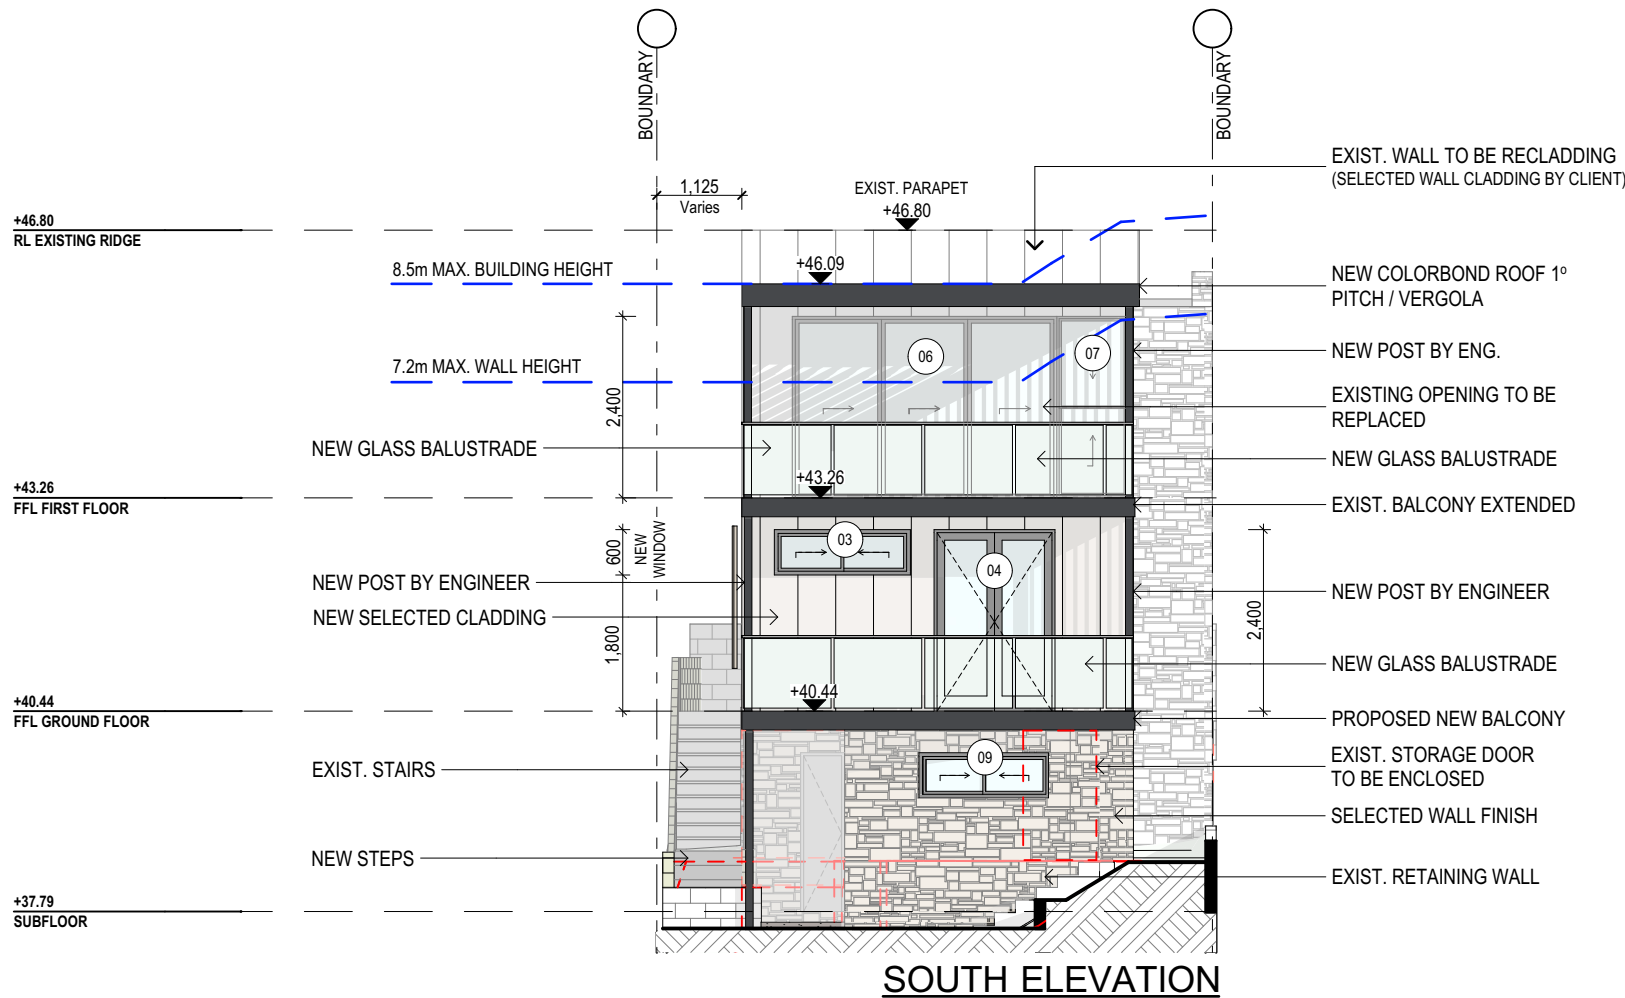 BOUNDARY
BOUNDARY
EXIST. WALL TO BE RECLADDING
(SELECTED WALL CLADDING BY CLIENT)
1,125
Varies
EXIST. PARAPET
+46.80
+46.80
RL EXISTING RIDGE
8.5m MAX. BUILDING HEIGHT
+46.09
NEW COLORBOND ROOF 1º
PITCH / VERGOLA
06
07
NEW POST BY ENG.
7.2m MAX. WALL HEIGHT
2,400
EXISTING OPENING TO BE
REPLACED
NEW GLASS BALUSTRADE
NEW GLASS BALUSTRADE
+43.26
FFL FIRST FLOOR
+43.26
EXIST. BALCONY EXTENDED
600
NEW
WINDOW
03
04
NEW POST BY ENGINEER
NEW POST BY ENGINEER
NEW SELECTED CLADDING
1,800
2,400
NEW GLASS BALUSTRADE
+40.44
+40.44
FFL GROUND FLOOR
PROPOSED NEW BALCONY
09
EXIST. STORAGE DOOR
TO BE ENCLOSED
EXIST. STAIRS
SELECTED WALL FINISH
NEW STEPS
EXIST. RETAINING WALL
+37.79
SUBFLOOR
SOUTH ELEVATION